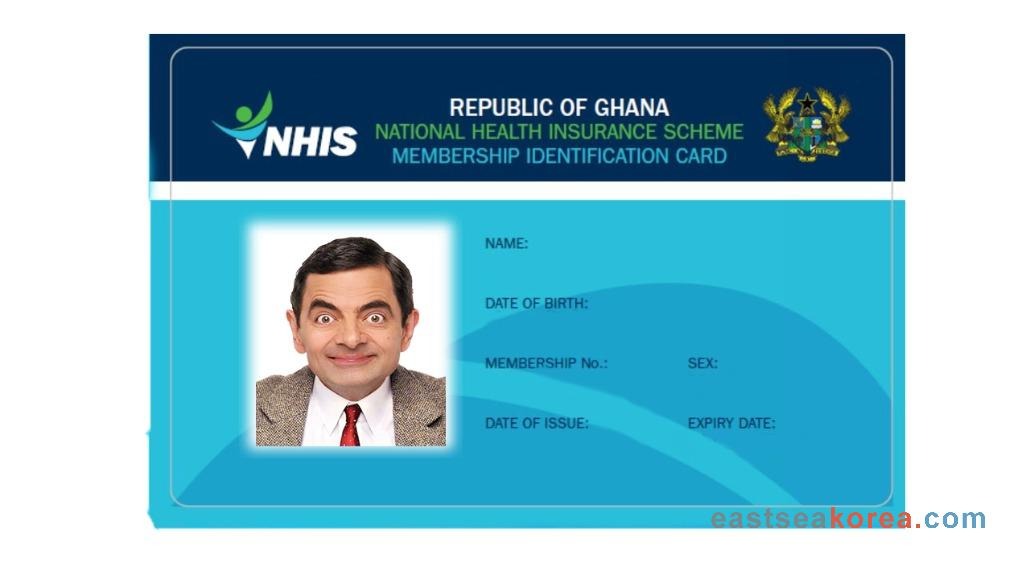 REPUBLIC OF GHANA
NHIS
NATIONAL HEALTH INSURANCE SCHEME
MEMBERSHIP IDENTIFICATION CARD
NAME:
DATE OF BIRTH:
MEMBERSHIP No.: SEX:
DATE OF ISSUE: EXPIRY DATE:
eastseakorea.com